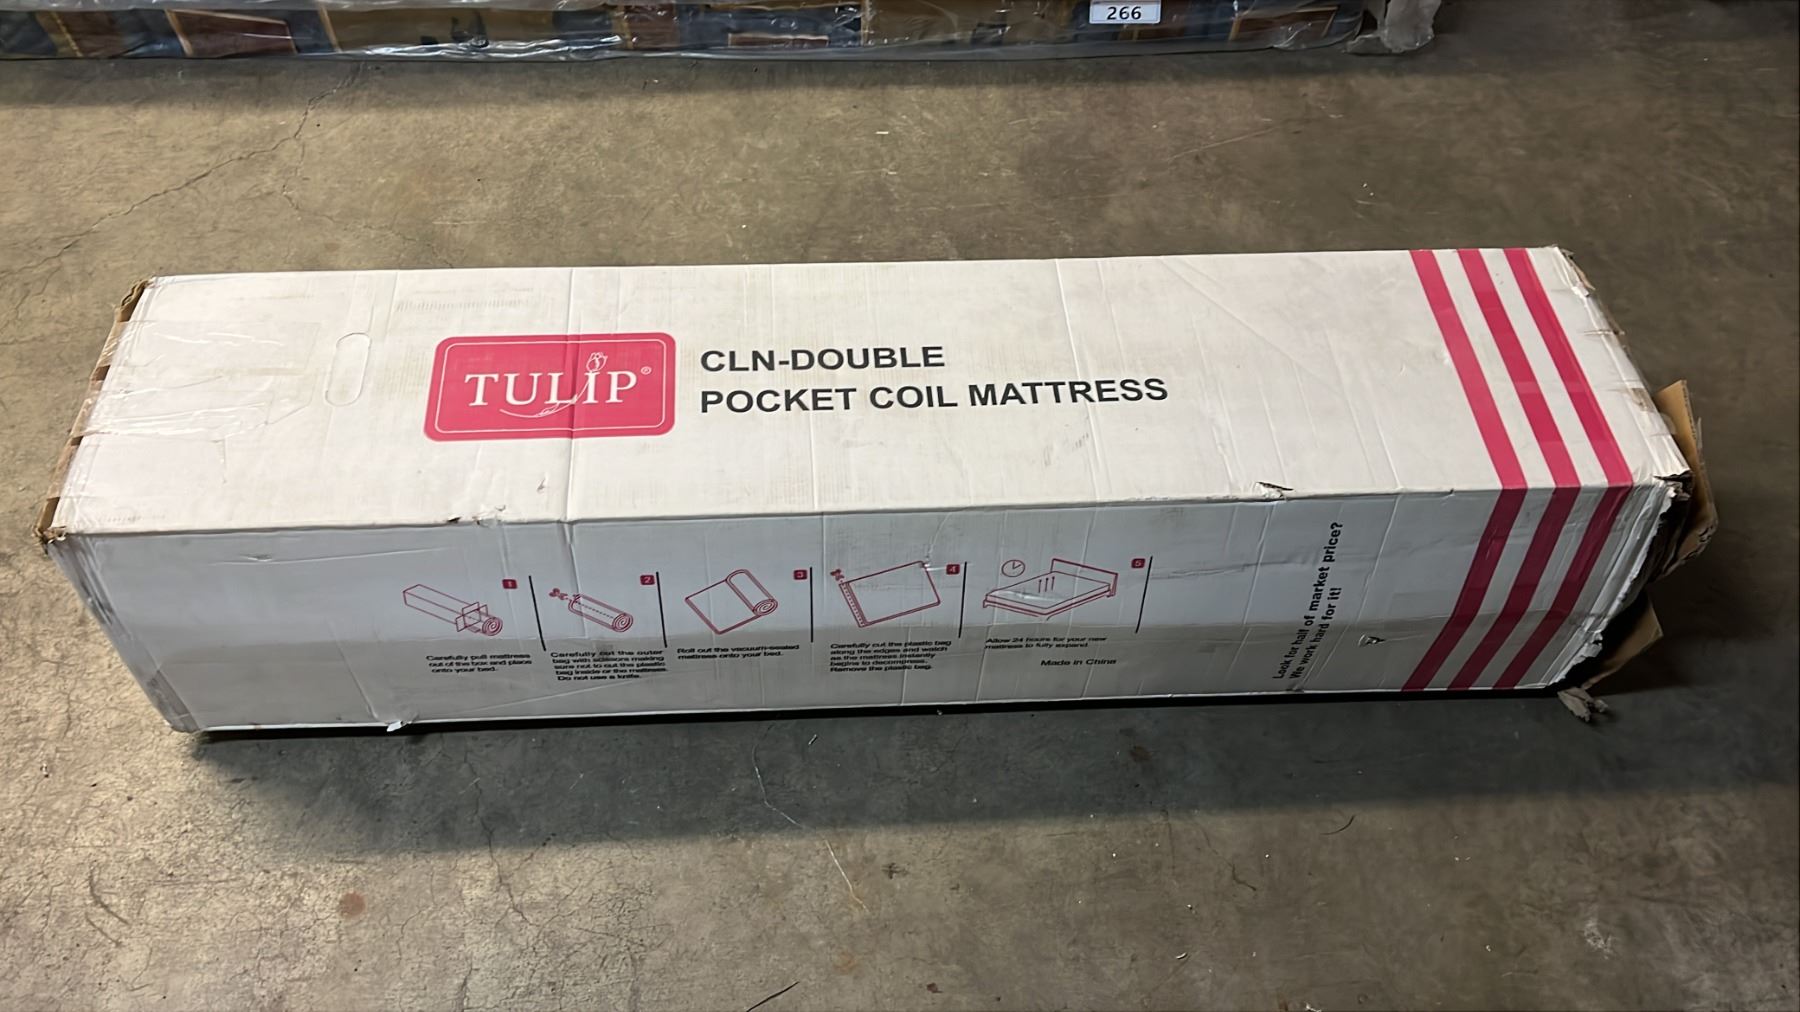 266
TULIP®
CLN-DOUBLE
POCKET COIL MATTRESS
1
Carefully pull mattress
out of the box and place
onto your bed.
2
Carefully cut the outer
bag with scissors making
sure not to cut the plastic
bag inside or the mattress.
Do not use a knife.
3
Roll out the vacuum-sealed
mattress onto your bed.
4
Carefully cut the plastic bag
along the edges and watch
as the mattress instantly
begins to decompress.
Remove the plastic bag.
5
Allow 24 hours for your new
mattress to fully expand.
Made in China
Look for half of market price?
We work hard for it!